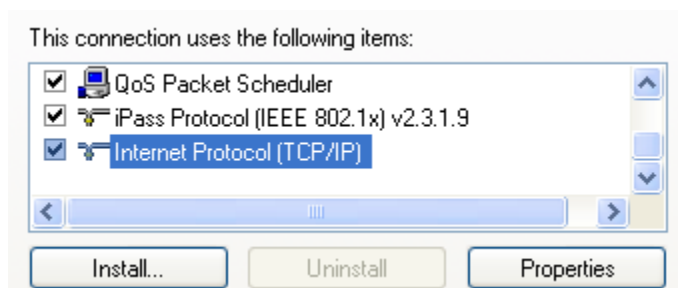 This connection uses the following items:
QoS Packet Scheduler
iPass Protocol (IEEE 802.1x) v2.3.1.9
Internet Protocol (TCP/IP)
Install... Uninstall Properties